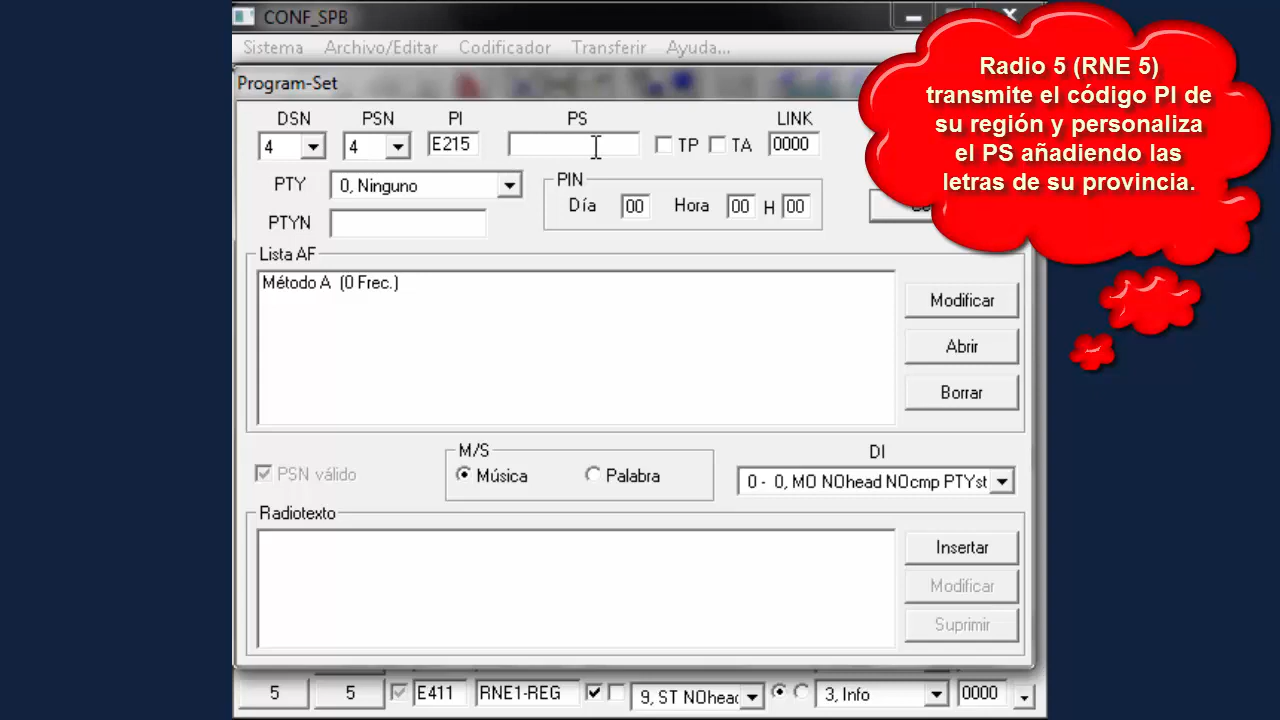 CONF_SPB
Sistema Archivo/Editar Codificador Transferir Ayuda...
Radio 5 (RNE 5)
transmite el código PI de
su región y personaliza
el PS añadiendo las
letras de su provincia.
Program-Set
DSN PSN PI PS LINK
4 4 E215 TP TA 0000
PTY 0, Ninguno
PIN
Día 00 Hora 00 H 00
PTYN
Lista AF
Método A (0 Frec.)
Modificar
Abrir
Borrar
PSN válido
M/S
Música Palabra
DI
0 - 0, MO NOhead NOcmp PTYst
Radiotexto
Insertar
Modificar
Suprimir
5 5 E411 RNE1-REG 9, ST NOhead 3, Info 0000